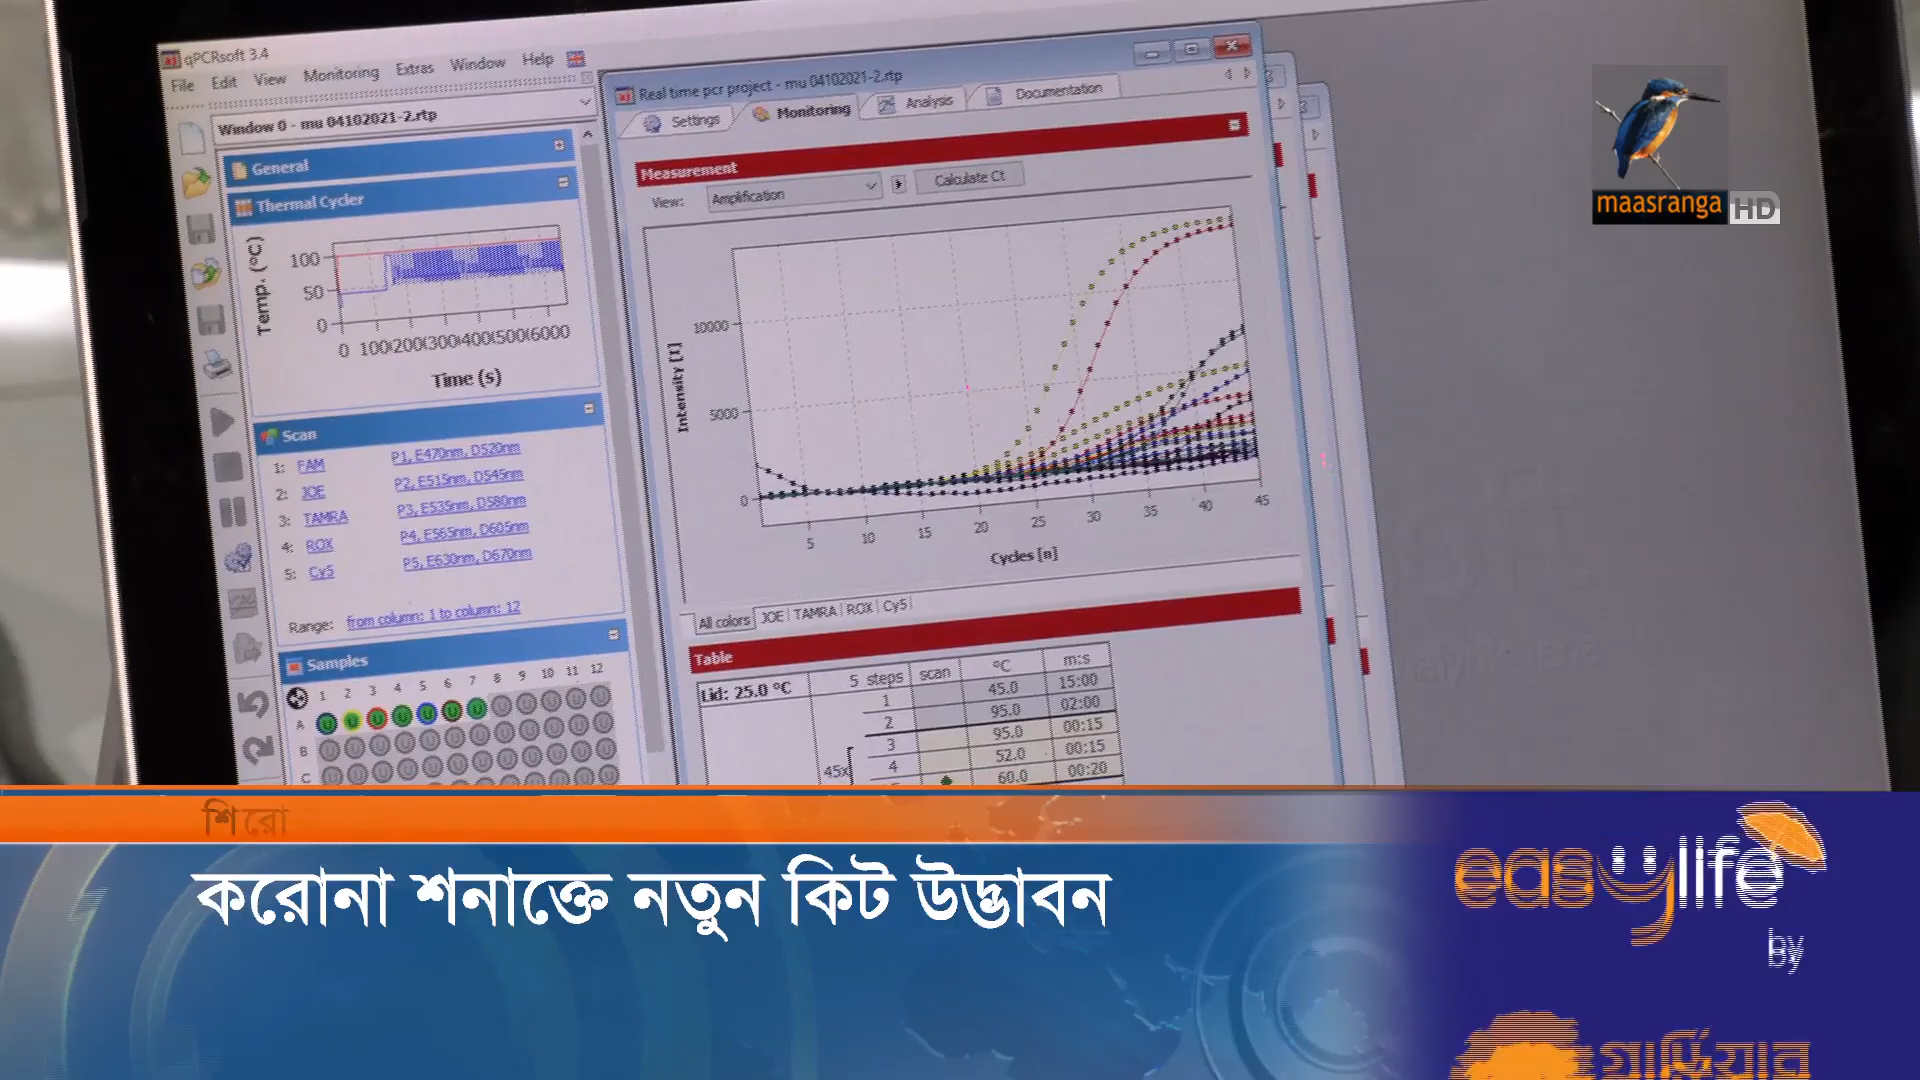 qPCRsoft 3.4
File Edit View Monitoring Extras Window Help
Window 0 - mu 04102021-2.rtp
General
Thermal Cycler
Temp. (°C)
100
50
0
0
6000
Time (s)
Scan
1: FAM P1, E470nm, D520nm
2: JOE P2, E515nm, D545nm
3: TAMRA P3, E535nm, D580nm
4: ROX P4, E565nm, D605nm
5: Cy5 P5, E630nm, D670nm
Range: from column: 1 to column: 12
Samples
1 2 3 4 5 6 7 8 9 10 11 12
A
B
C
Real time pcr project - mu 04102021-2.rtp
Settings Monitoring Analysis Documentation
Measurement
View: Amplification Calculate Ct
Intensity [I]
10000
5000
0
5 10 15 20 25 30 35 40 45
Cycles [n]
All colors JOE TAMRA ROX Cy5
Table
Lid: 25.0 °C 5 steps scan °C m:s
1 45.0 15:00
2 95.0 02:00
3 95.0 00:15
45x 4 52.0 00:15
60.0 00:20
maasranga HD
শিরো
করোনা শনাক্তে নতুন কিট উদ্ভাবন
easylife
by
গার্ডিয়ান